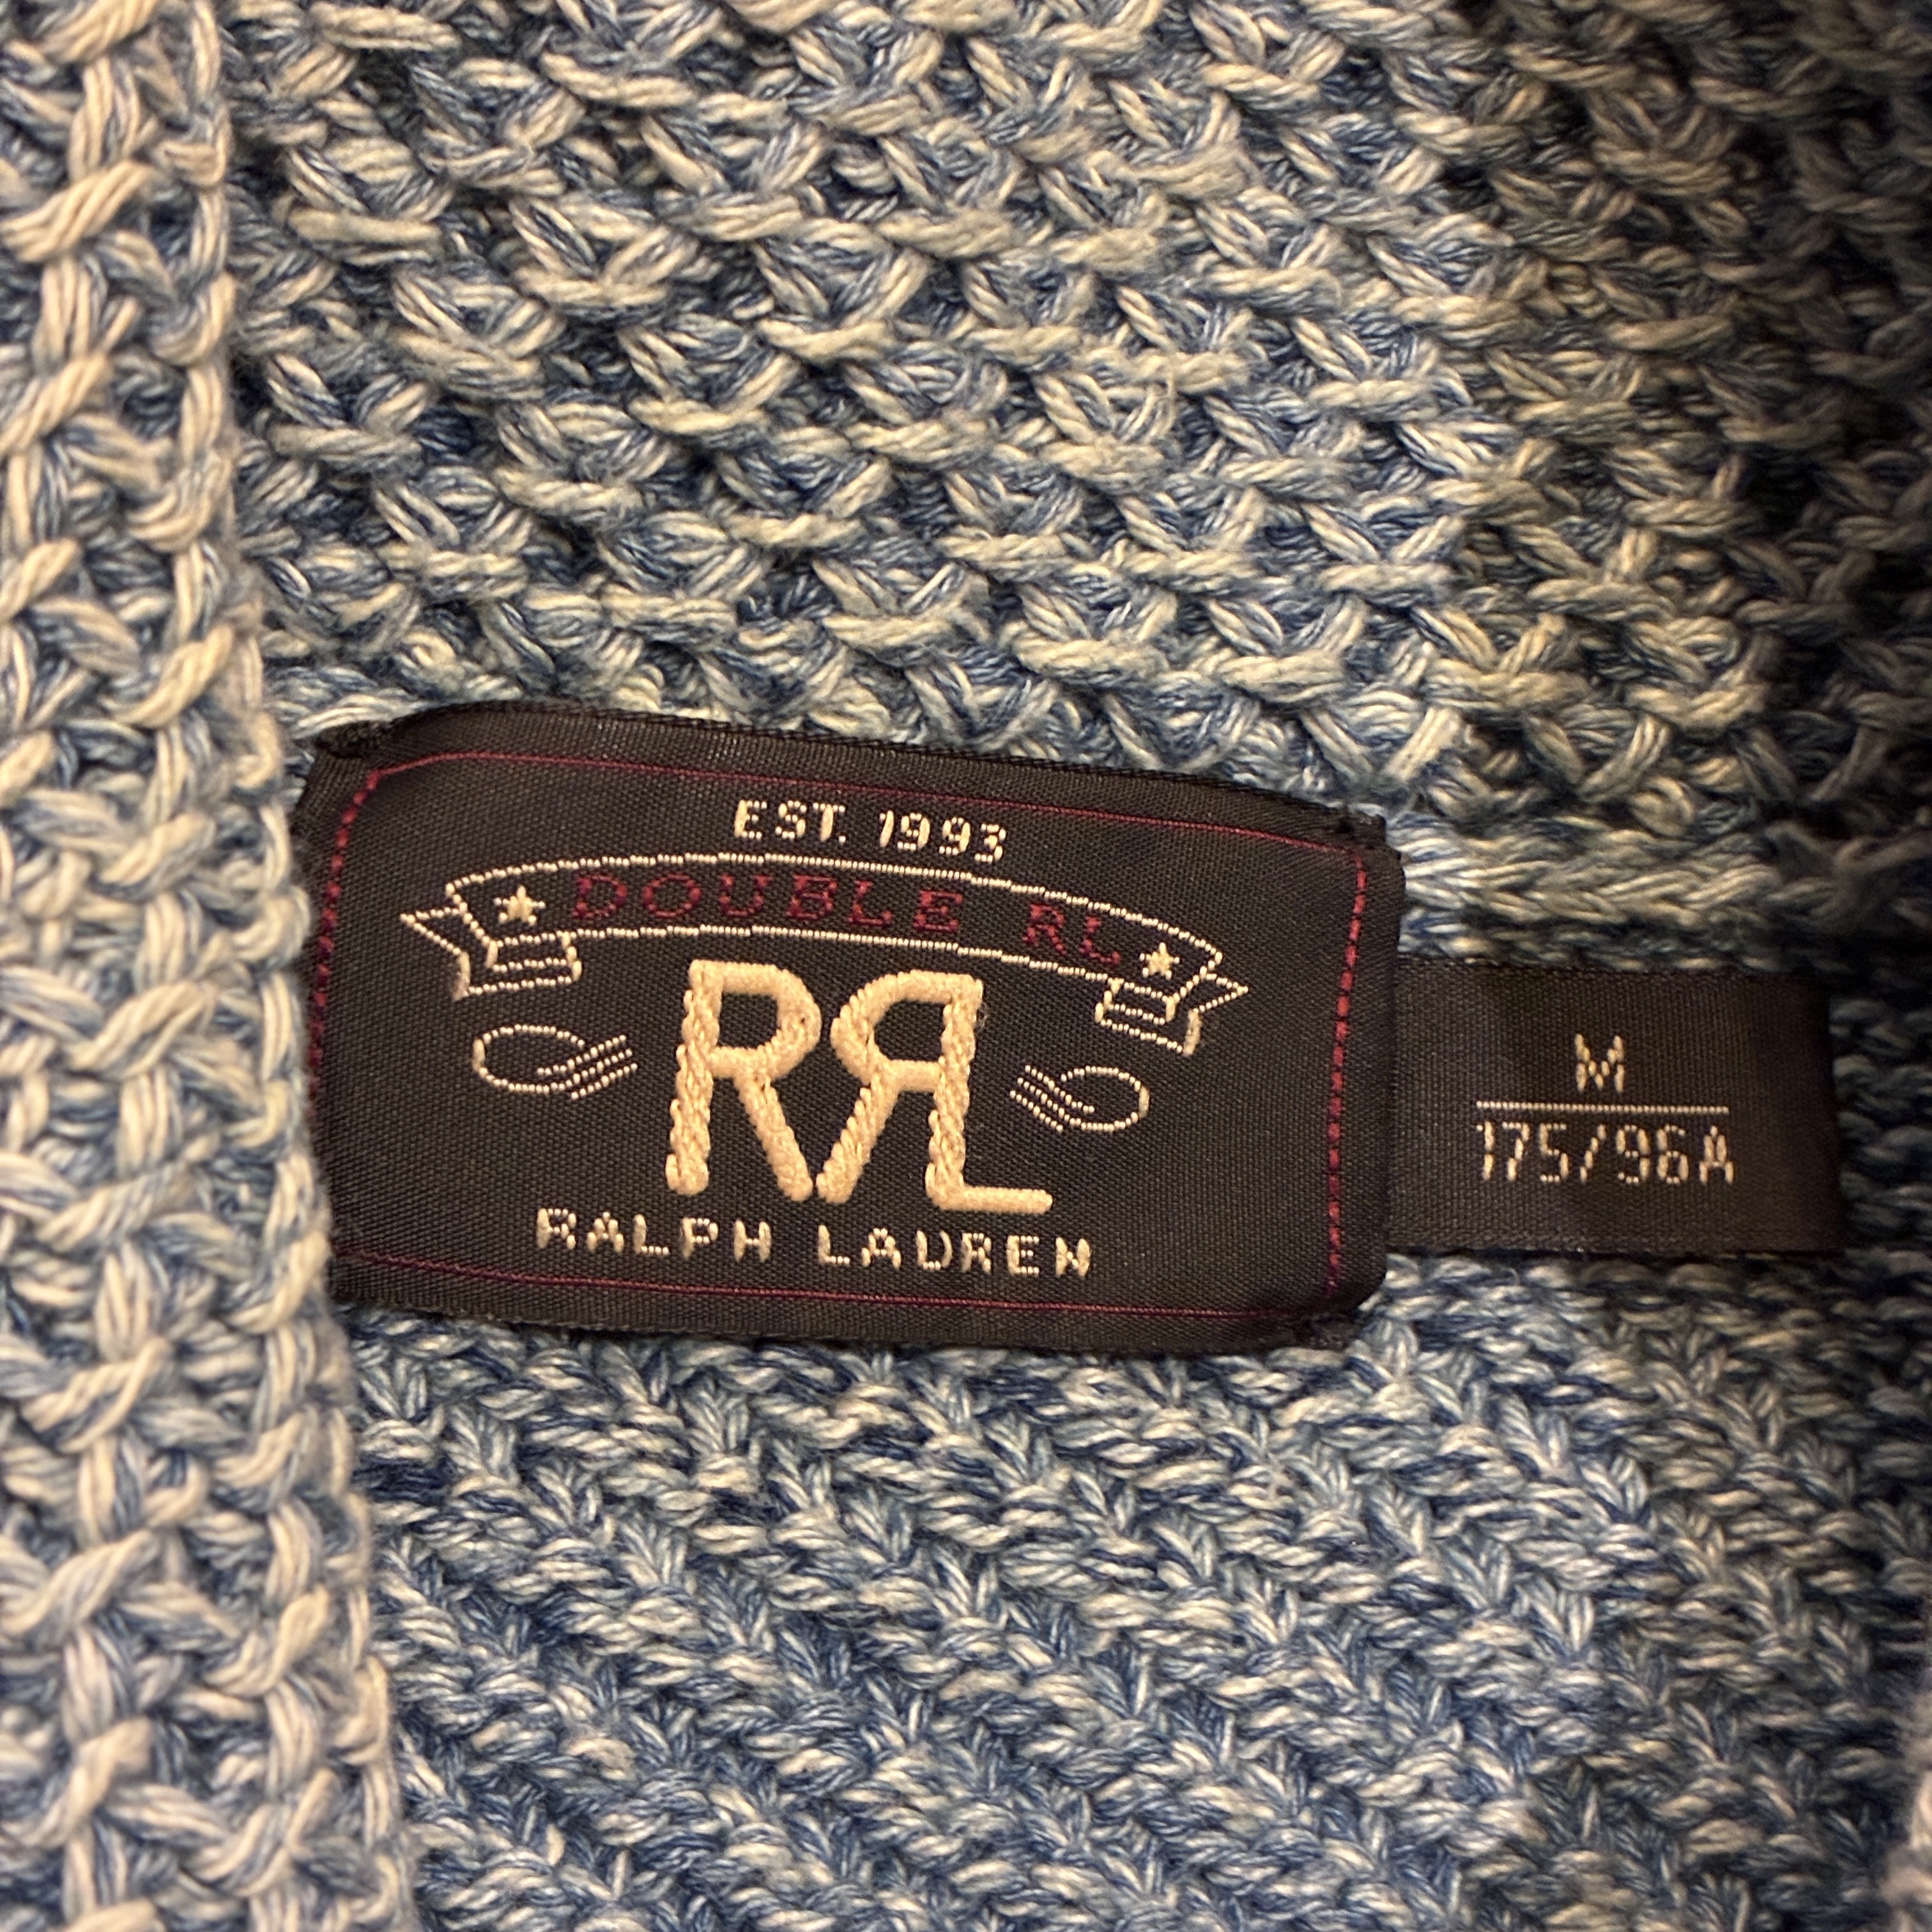 EST. 1993
DOUBLE RL
RRL
RALPH LAUREN
M
175/96A